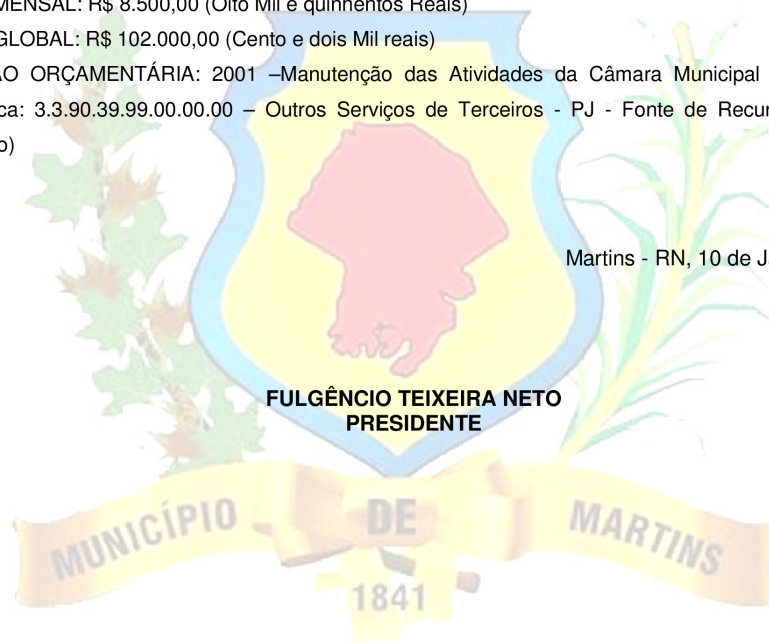 MENSAL: R$ 8.500,00 (Oito Mil e quinhentos Reais)
GLOBAL: R$ 102.000,00 (Cento e dois Mil reais)
ÃO ORÇAMENTÁRIA: 2001 –Manutenção das Atividades da Câmara Municipal
ca: 3.3.90.39.99.00.00.00 – Outros Serviços de Terceiros - PJ - Fonte de Recur
o)
Martins - RN, 10 de J
FULGÊNCIO TEIXEIRA NETO
PRESIDENTE
MUNICÍPIO DE MARTINS
1841